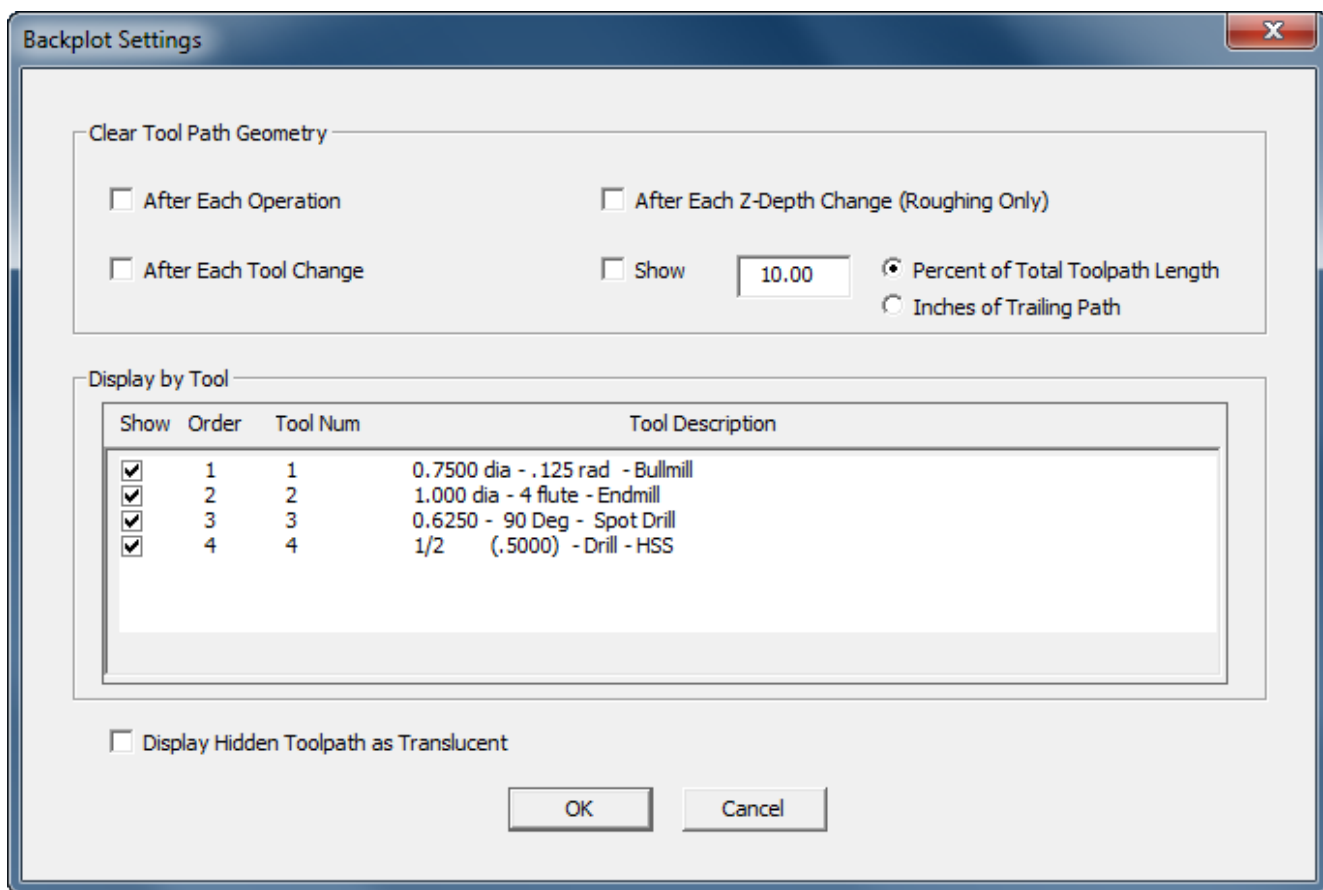 Backplot Settings
Clear Tool Path Geometry
After Each Operation
After Each Z-Depth Change (Roughing Only)
After Each Tool Change
Show 10.00 Percent of Total Toolpath Length
Inches of Trailing Path
Display by Tool
Show Order Tool Num Tool Description
1 1 0.7500 dia - .125 rad - Bullmill
2 2 1.000 dia - 4 flute - Endmill
3 3 0.6250 - 90 Deg - Spot Drill
4 4 1/2 (.5000) - Drill - HSS
Display Hidden Toolpath as Translucent
OK Cancel